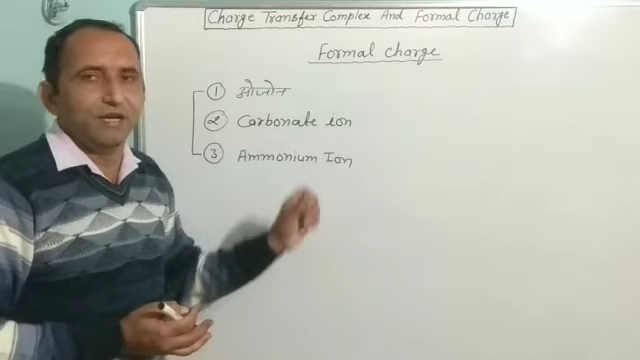 Charge Transfer Complex And Formal Charge
Formal Charge
① ओजोन
② Carbonate ion
③ Ammonium Ion